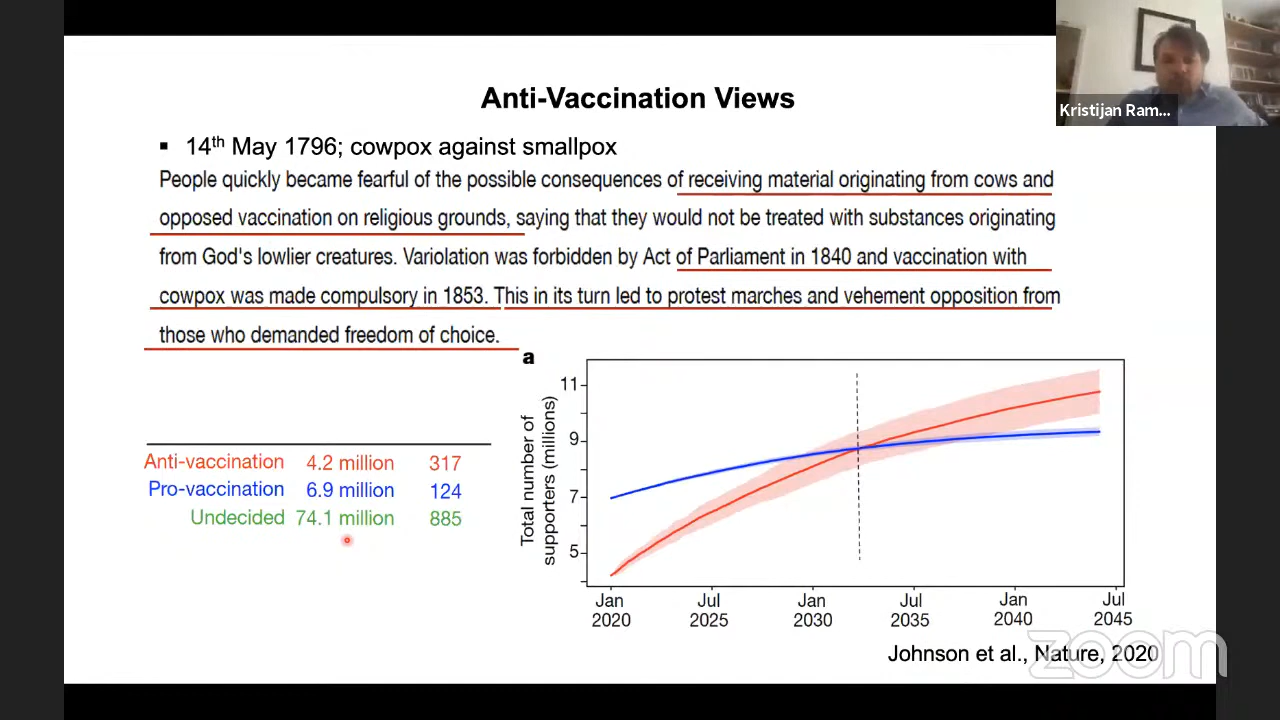 Anti-Vaccination Views
Kristijan Ram...
▪ 14th May 1796; cowpox against smallpox
People quickly became fearful of the possible consequences of receiving material originating from cows and
opposed vaccination on religious grounds, saying that they would not be treated with substances originating
from God's lowlier creatures. Variolation was forbidden by Act of Parliament in 1840 and vaccination with
cowpox was made compulsory in 1853. This in its turn led to protest marches and vehement opposition from
those who demanded freedom of choice.
Anti-vaccination 4.2 million 317
Pro-vaccination 6.9 million 124
Undecided 74.1 million 885
a
Total number of
supporters (millions)
11
9
7
5
Jan Jul Jan Jul Jan Jul
2020 2025 2030 2035 2040 2045
Johnson et al., Nature, 2020
zoom